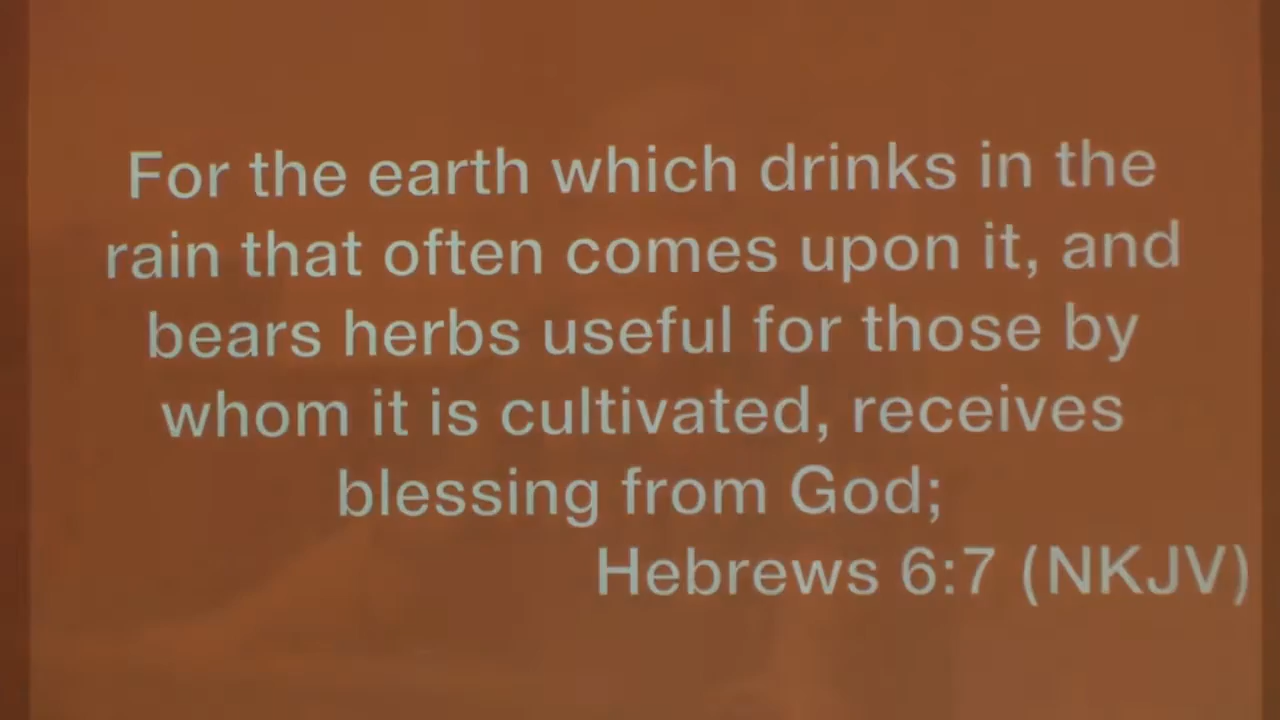 For the earth which drinks in the
rain that often comes upon it, and
bears herbs useful for those by
whom it is cultivated, receives
blessing from God;
Hebrews 6:7 (NKJV)